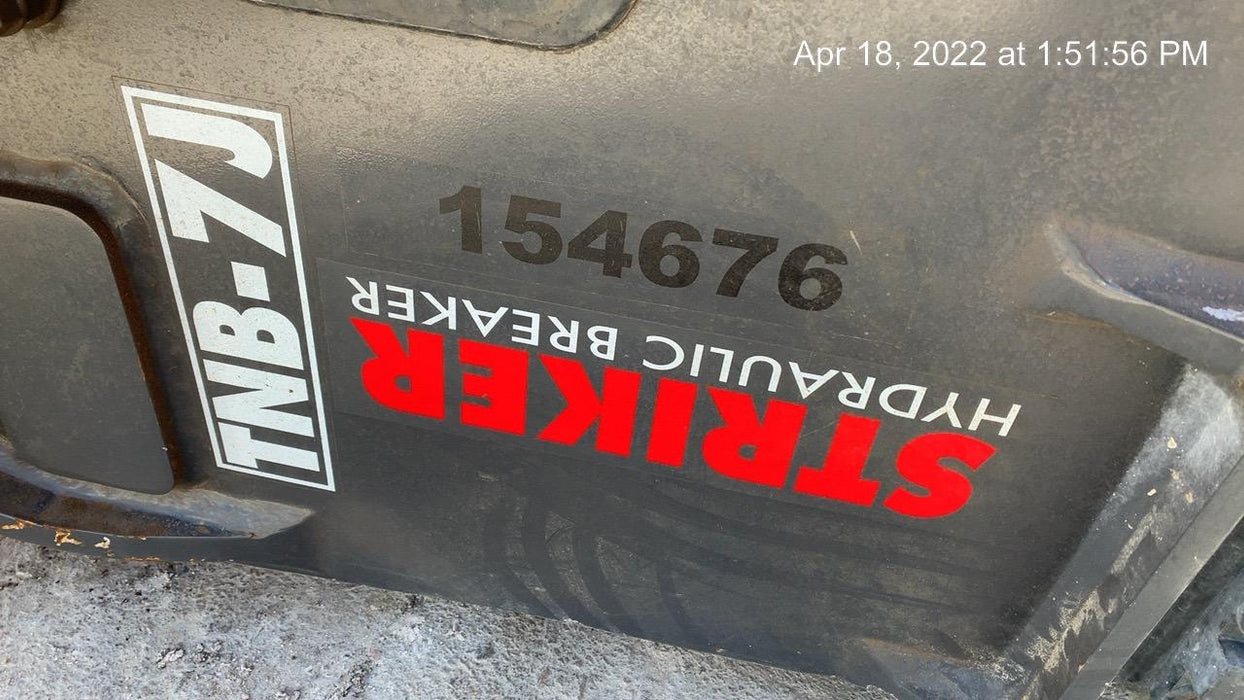 Apr 18, 2022 at 1:51:56 PM
TNB-7J
154676
STRIKER
HYDRAULIC BREAKER